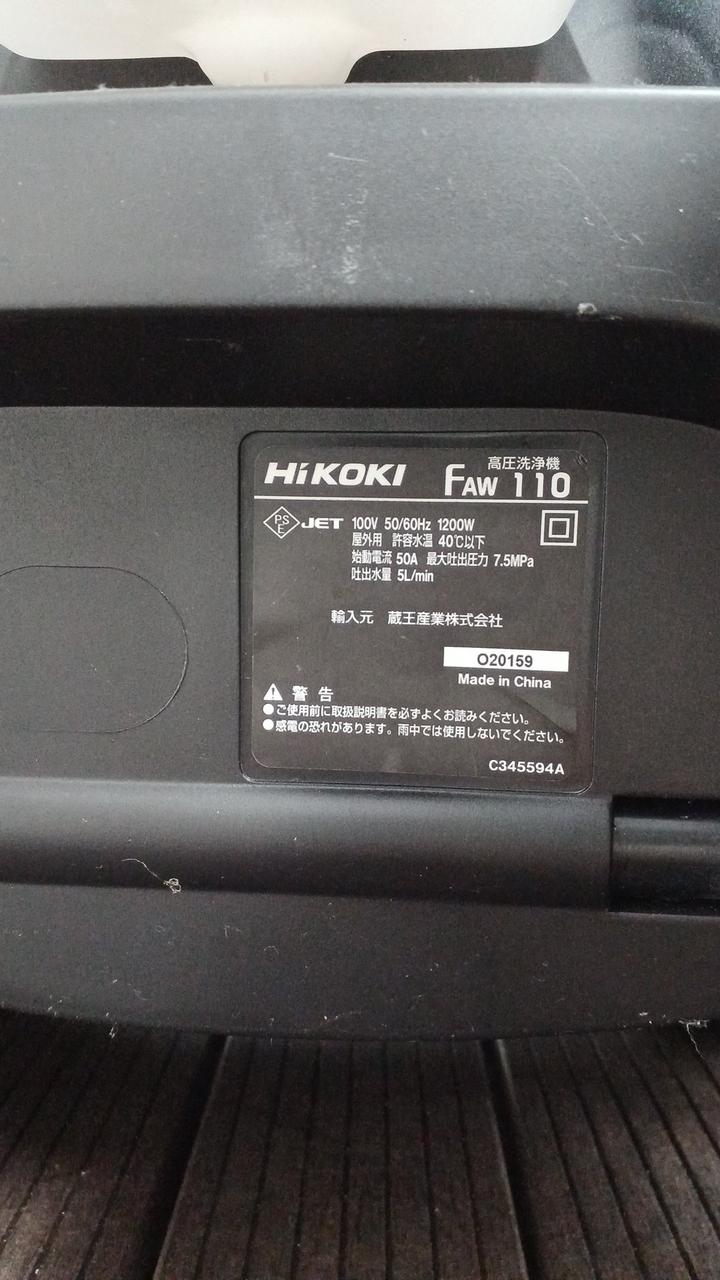 HiKOKI
高圧洗浄機
FAW 110
PSE JET 100V 50/60Hz 1200W
屋外用 許容水温 40℃以下
始動電流 50A 最大吐出圧力 7.5MPa
吐出水量 5L/min
輸入元 蔵王産業株式会社
O20159
Made in China
⚠ 警告
●ご使用前に取扱説明書を必ずよくお読みください。
●感電の恐れがあります。雨中では使用しないでください。
C345594A